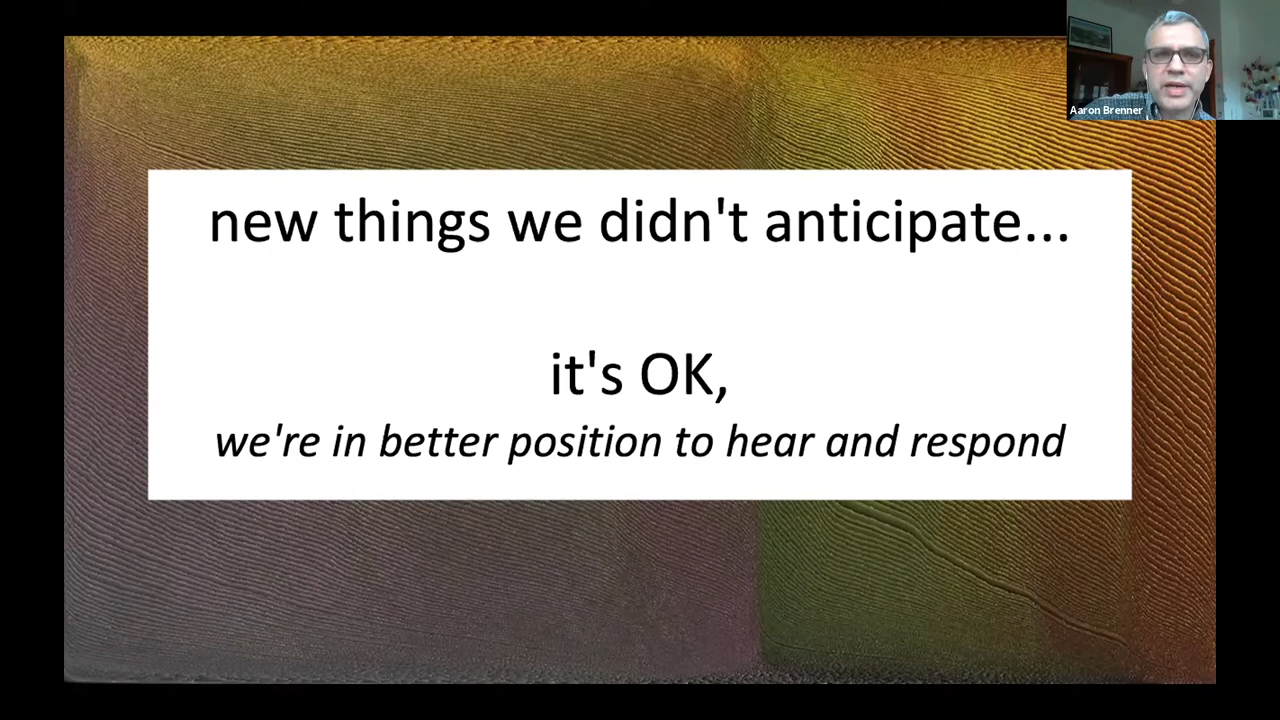 Aaron Brenner
new things we didn't anticipate...
it's OK,
we're in better position to hear and respond